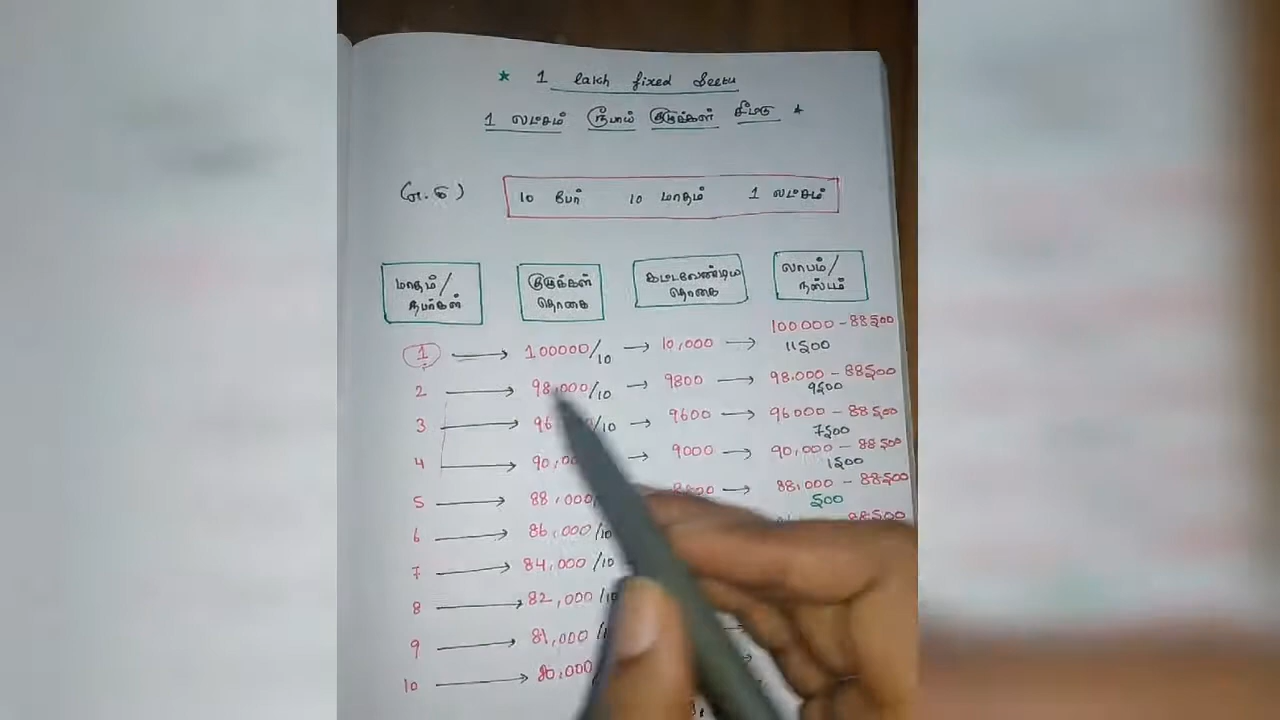 * 1 lakh fixed Seetu
1 லட்சம் ரூபாய் குலுக்கள் சீட்டு *
(எ.டு)
10 பேர் 10 மாதம் 1 லட்சம்
மாதம்/ நபர்கள் குலுக்கள் தொகை கட்டவேண்டிய தொகை லாபம்/ நஸ்டம்
1 → 100000/10 → 10,000 → 100000 - 88500
11500
2 → 98,000/10 → 9800 → 98,000 - 88500
9500
3 → 96 /10 → 9600 → 96000 - 88500
7500
4 → 90,00 → 9000 → 90,000 - 88500
1500
5 → 88,000/ 8800 → 88,000 - 88500
500
6 → 86,000/10 88500
7 → 84,000/10
8 → 82,000/10
9 → 81,000/1
10 → 80,000